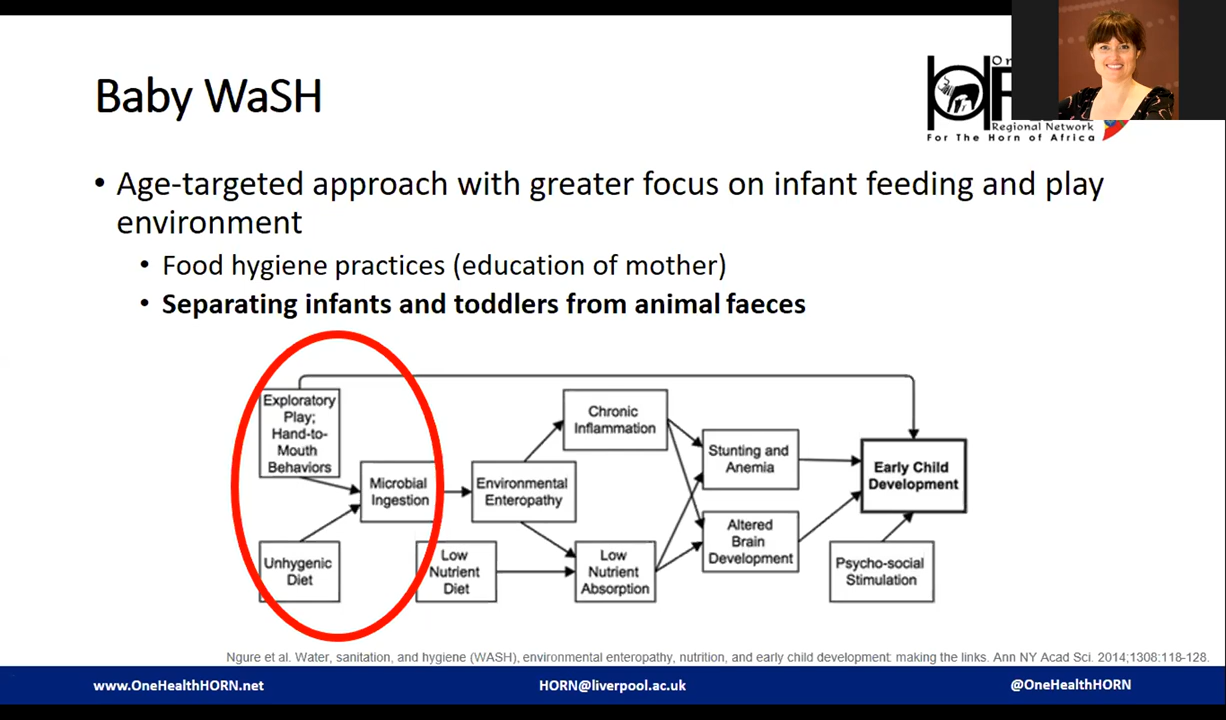 Baby WaSH
Regional Network
For The Horn of Africa
• Age-targeted approach with greater focus on infant feeding and play
environment
• Food hygiene practices (education of mother)
• Separating infants and toddlers from animal faeces
Exploratory
Play;
Hand-to-
Mouth
Behaviors
Microbial
Ingestion
Unhygenic
Diet
Environmental
Enteropathy
Low
Nutrient
Diet
Chronic
Inflammation
Low
Nutrient
Absorption
Stunting and
Anemia
Altered
Brain
Development
Early Child
Development
Psycho-social
Stimulation
Ngure et al. Water, sanitation, and hygiene (WASH), environmental enteropathy, nutrition, and early child development: making the links. Ann NY Acad Sci. 2014;1308:118-128.
www.OneHealthHORN.net
HORN@liverpool.ac.uk
@OneHealthHORN